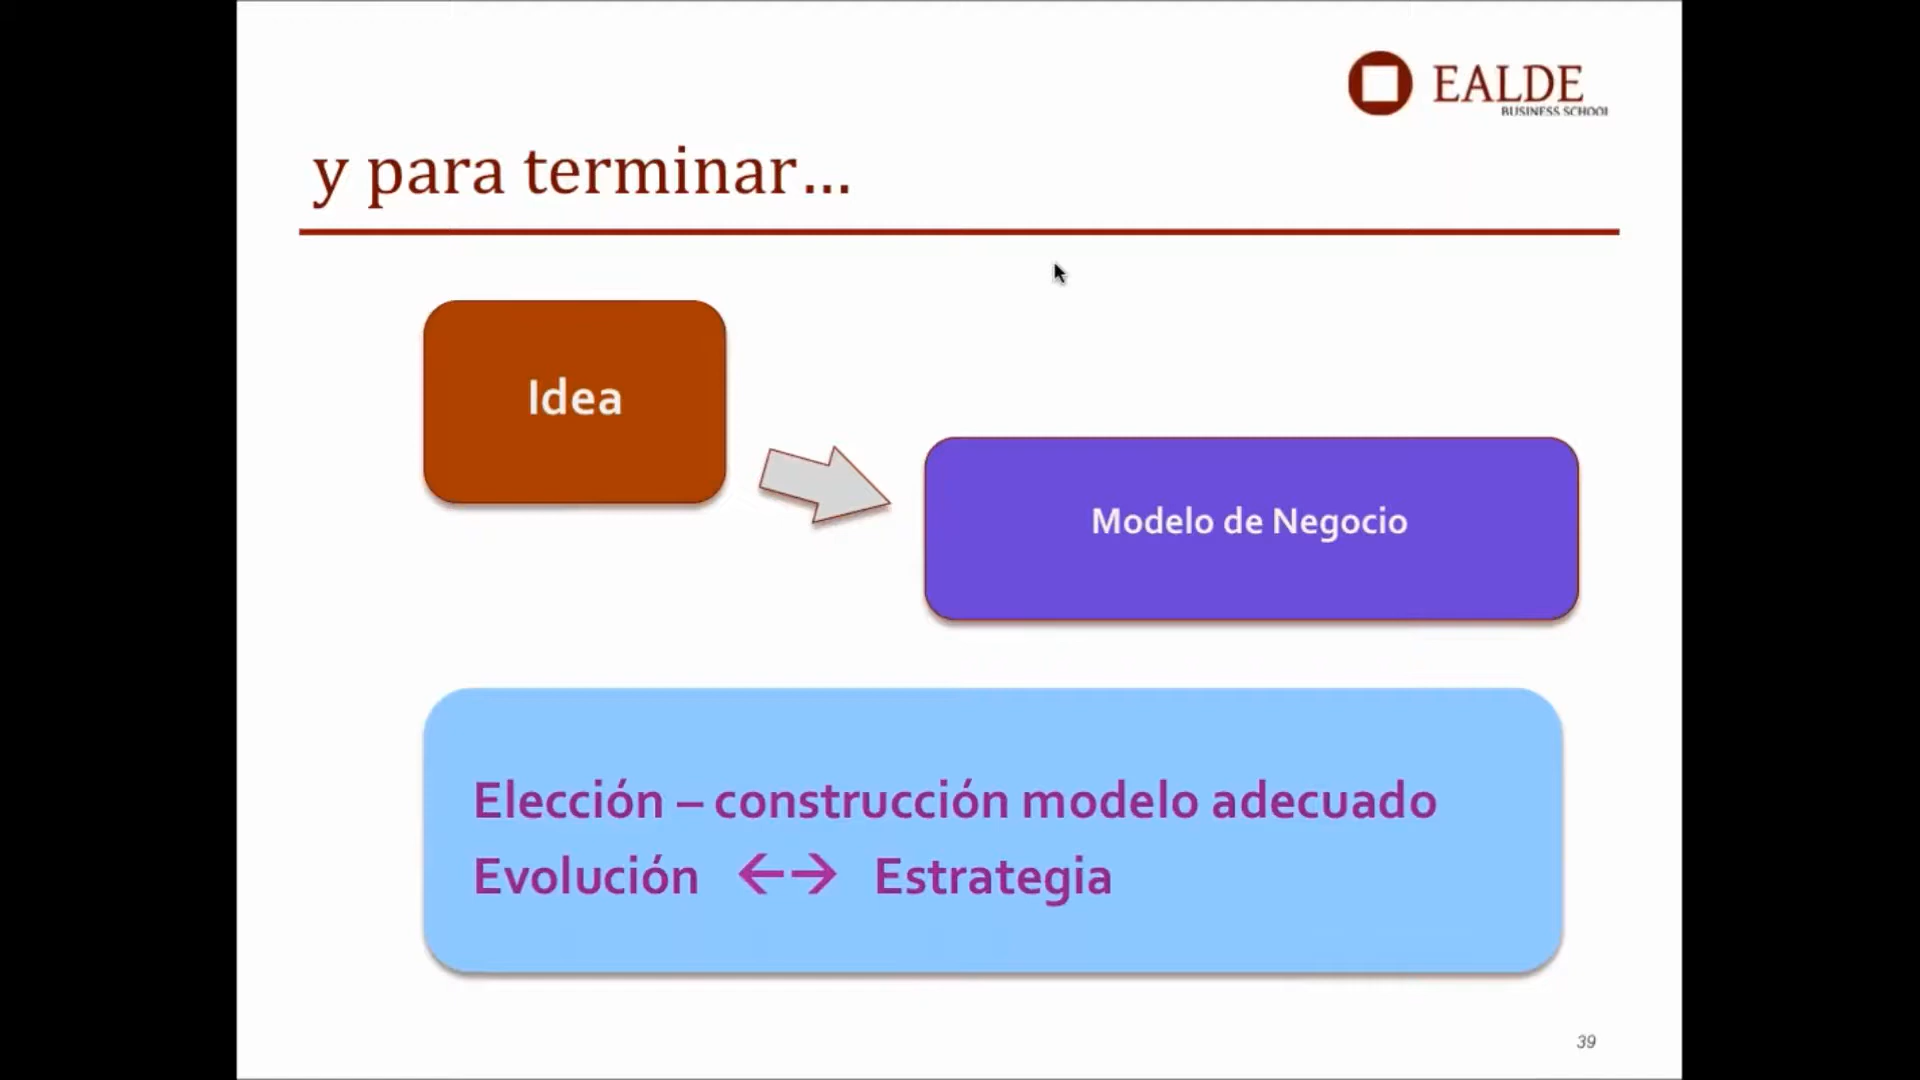 EALDE
BUSINESS SCHOOL
y para terminar...
Idea
Modelo de Negocio
Elección – construcción modelo adecuado
Evolución ←→ Estrategia
39